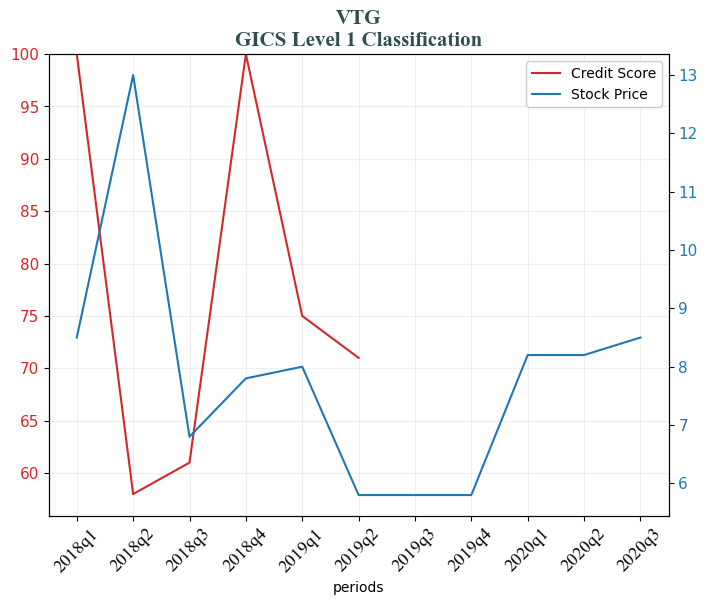 VTG
GICS Level 1 Classification
Credit Score
Stock Price
100
95
90
85
80
75
70
65
60
13
12
11
10
9
8
7
6
2018q1
2018q2
2018q3
2018q4
2019q1
2019q2
2019q3
2019q4
2020q1
2020q2
2020q3
periods